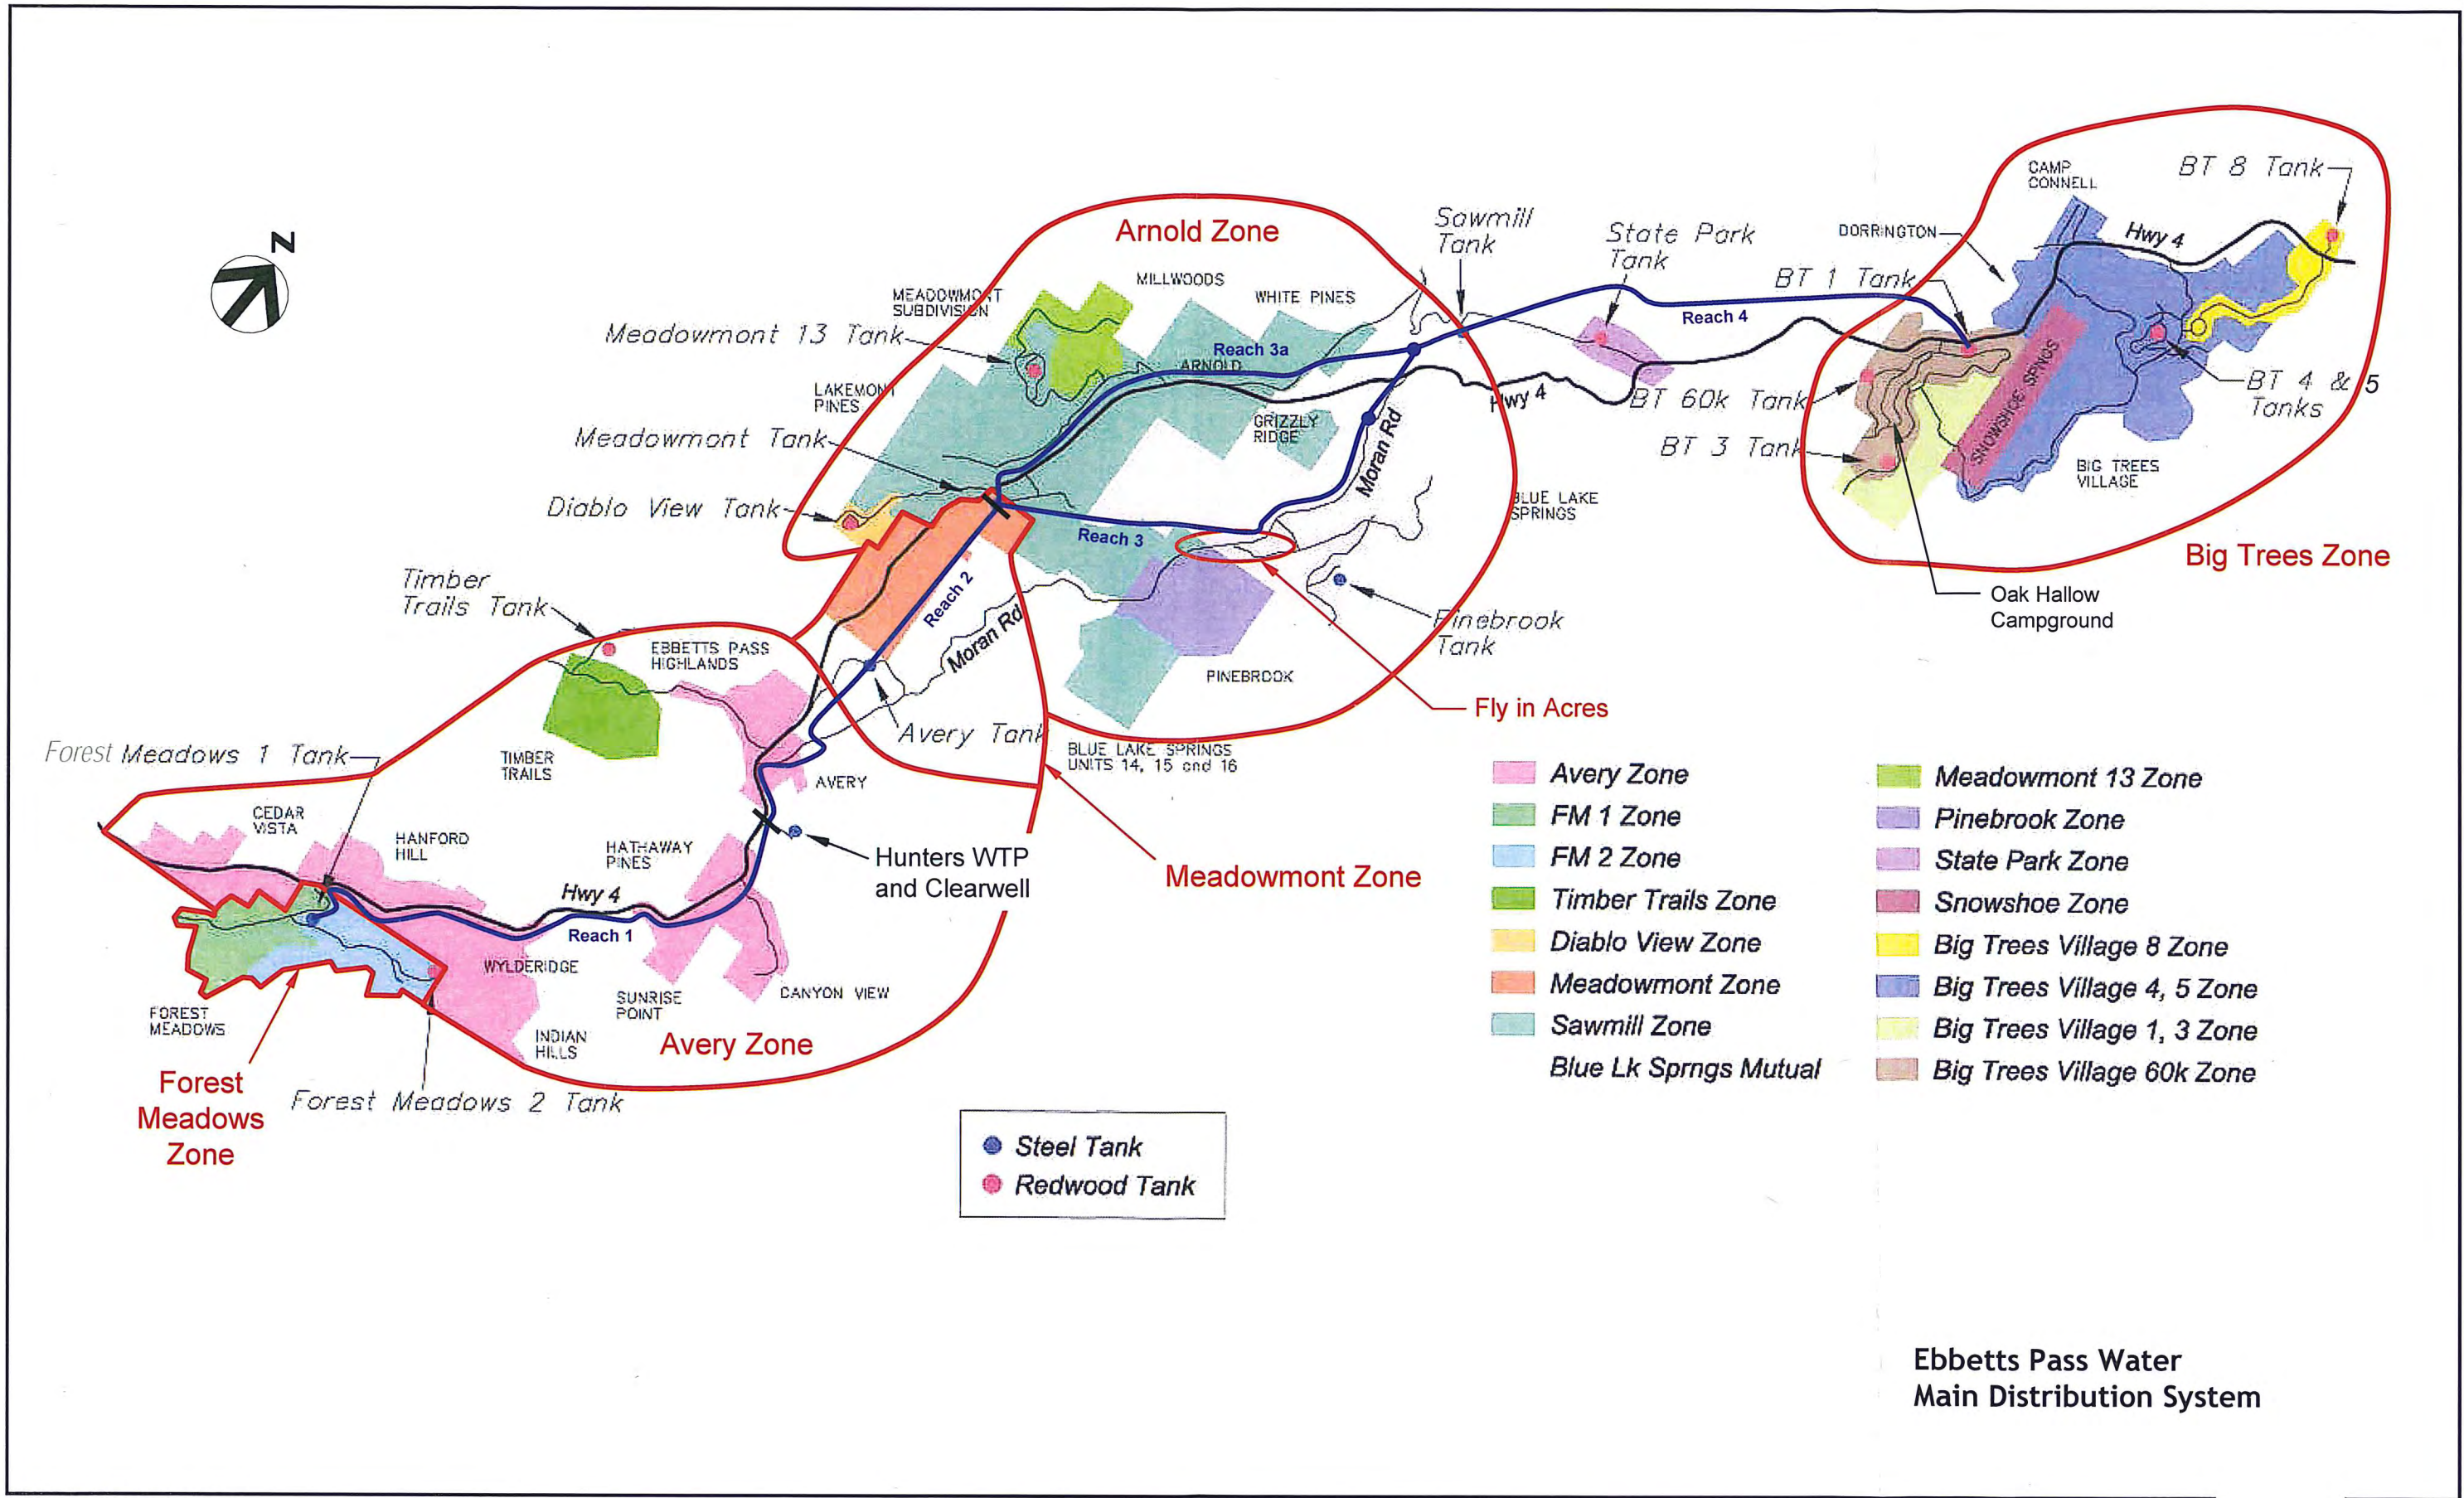 N
Arnold Zone
MILLWOODS
WHITE PINES
MEADOWMONT
SUBDIVISION
Meadowmont 13 Tank
LAKEMONT
PINES
Meadowmont Tank
Diablo View Tank
ARNOLD
Reach 3a
GRIZZLY
RIDGE
Hwy 4
Moran Rd
Reach 3
Sawmill
Tank
State Park
Tank
Reach 4
BT 1 Tank
DORRINGTON
CAMP
CONNELL
BT 8 Tank
Hwy 4
BT 60k Tank
BT 3 Tank
SNOWSHOE SPNGS
BT 4 & 5
Tanks
BIG TREES
VILLAGE
Big Trees Zone
Oak Hallow
Campground
BLUE LAKE
SPRINGS
Pinebrook
Tank
PINEBROOK
Fly in Acres
Timber
Trails Tank
EBBETTS PASS
HIGHLANDS
Reach 2
Moran Rd
Avery Tank
BLUE LAKE SPRINGS
UNITS 14, 15 and 16
Forest Meadows 1 Tank
TIMBER
TRAILS
AVERY
CEDAR
VISTA
HANFORD
HILL
HATHAWAY
PINES
Hunters WTP
and Clearwell
Meadowmont Zone
Hwy 4
Reach 1
WYLDERIDGE
SUNRISE
POINT
CANYON VIEW
FOREST
MEADOWS
INDIAN
HILLS
Avery Zone
Forest
Meadows
Zone
Forest Meadows 2 Tank
Avery Zone
FM 1 Zone
FM 2 Zone
Timber Trails Zone
Diablo View Zone
Meadowmont Zone
Sawmill Zone
Blue Lk Sprngs Mutual
Meadowmont 13 Zone
Pinebrook Zone
State Park Zone
Snowshoe Zone
Big Trees Village 8 Zone
Big Trees Village 4, 5 Zone
Big Trees Village 1, 3 Zone
Big Trees Village 60k Zone
Steel Tank
Redwood Tank
Ebbetts Pass Water
Main Distribution System